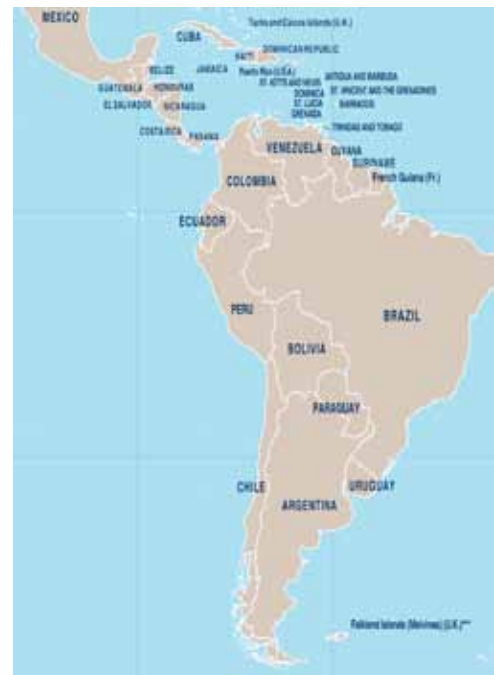 MEXICO
Turks and Caicos Islands (U.K.)
CUBA
DOMINICAN REPUBLIC
HAITI
BELIZE
JAMAICA
Puerto Rico (U.S.A.)
ANTIGUA AND BARBUDA
ST. KITTS AND NEVIS
GUATEMALA
HONDURAS
DOMINICA
ST. VINCENT AND THE GRENADINES
EL SALVADOR
NICARAGUA
ST. LUCIA
BARBADOS
GRENADA
COSTA RICA
PANAMA
TRINIDAD AND TOBAGO
VENEZUELA
GUYANA
SURINAME
COLOMBIA
French Guiana (Fr.)
ECUADOR
PERU
BRAZIL
BOLIVIA
PARAGUAY
CHILE
URUGUAY
ARGENTINA
Falkland Islands (Malvinas) (U.K.)***